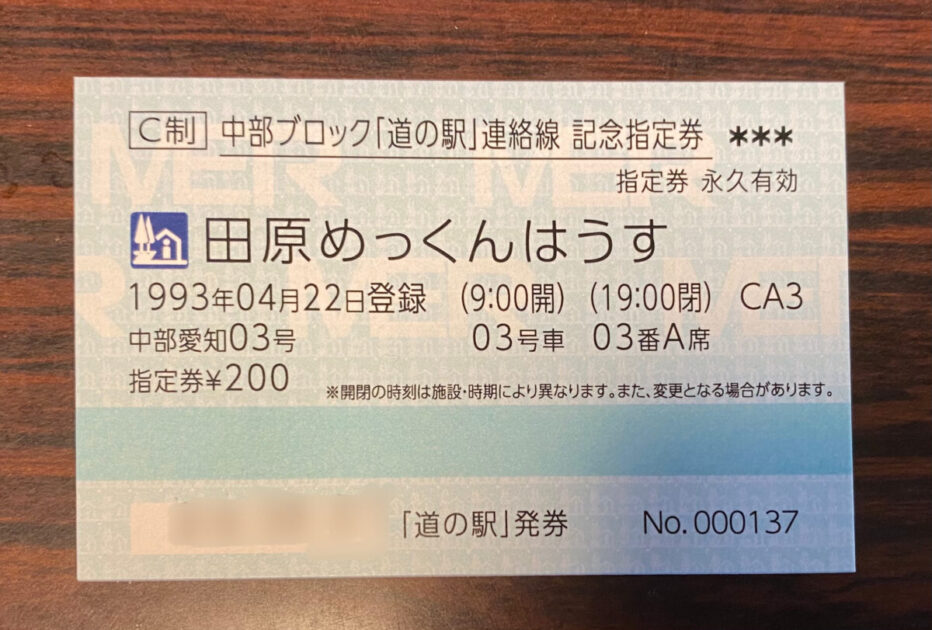 C制 中部ブロック「道の駅」連絡線 記念指定券 ***
指定券 永久有効
田原めっくんはうす
1993年04月22日登録 (9:00開) (19:00閉) CA3
中部愛知03号 03号車 03番A席
指定券¥200 ※開閉の時刻は施設・時期により異なります。また、変更となる場合があります。
「道の駅」発券 No.000137